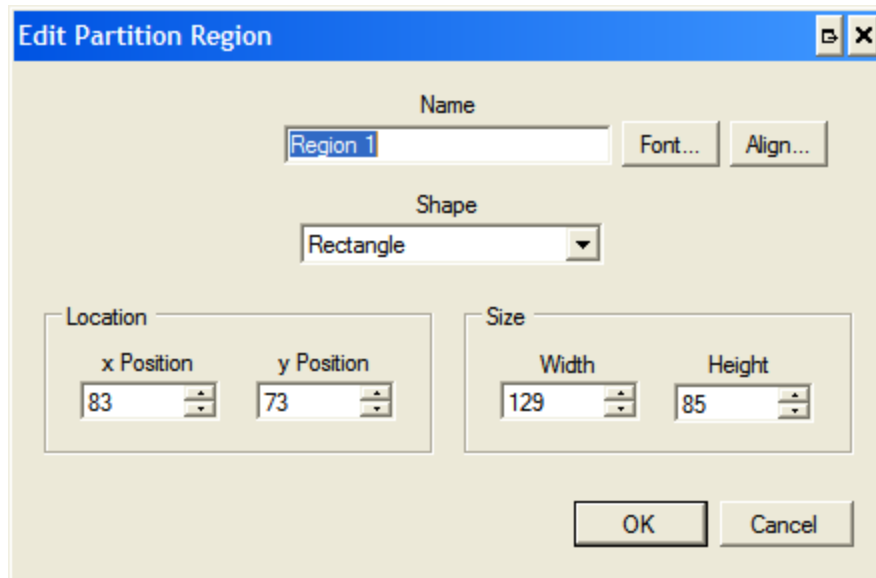 Edit Partition Region
Name
Region 1
Font...
Align...
Shape
Rectangle
Location
x Position
y Position
83
73
Size
Width
Height
129
85
OK
Cancel